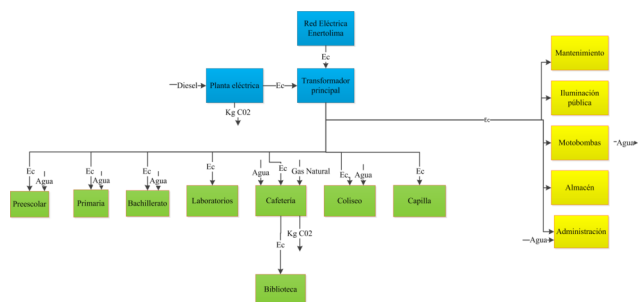 Red Eléctrica
Enertolima
Ec
Diesel
Planta eléctrica
Ec
Transformador
principal
Kg C02
Mantenimiento
Iluminación
pública
Ec
Motobombas
Agua
Almacén
Administración
Agua
Ec
Agua
Ec
Agua
Ec
Agua
Ec
Agua
Ec
Gas Natural
Ec
Agua
Ec
Preescolar
Primaria
Bachillerato
Laboratorios
Cafetería
Coliseo
Capilla
Kg C02
Ec
Biblioteca